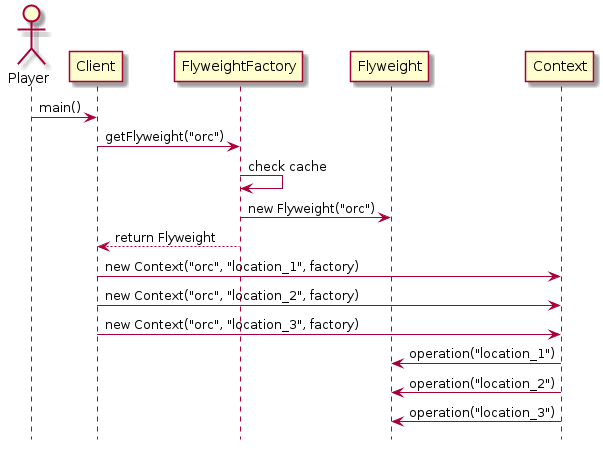 Player
Client
FlyweightFactory
Flyweight
Context
main()
getFlyweight("orc")
check cache
new Flyweight("orc")
return Flyweight
new Context("orc", "location_1", factory)
new Context("orc", "location_2", factory)
new Context("orc", "location_3", factory)
operation("location_1")
operation("location_2")
operation("location_3")